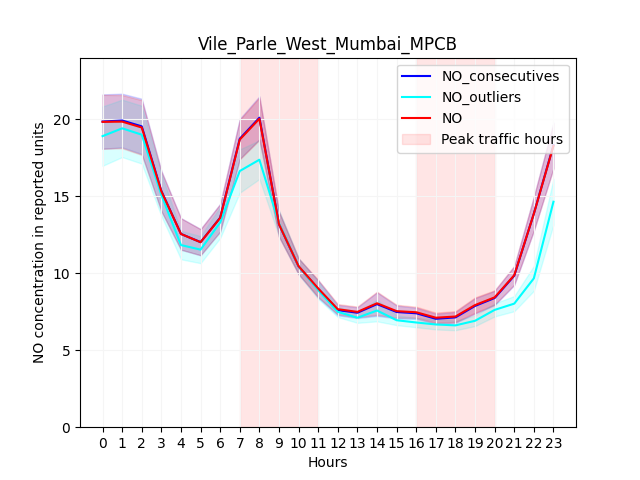 Vile_Parle_West_Mumbai_MPCB
NO_consecutives
NO_outliers
NO
Peak traffic hours
NO concentration in reported units
20
15
10
5
0
0 1 2 3 4 5 6 7 8 9 10 11 12 13 14 15 16 17 18 19 20 21 22 23
Hours